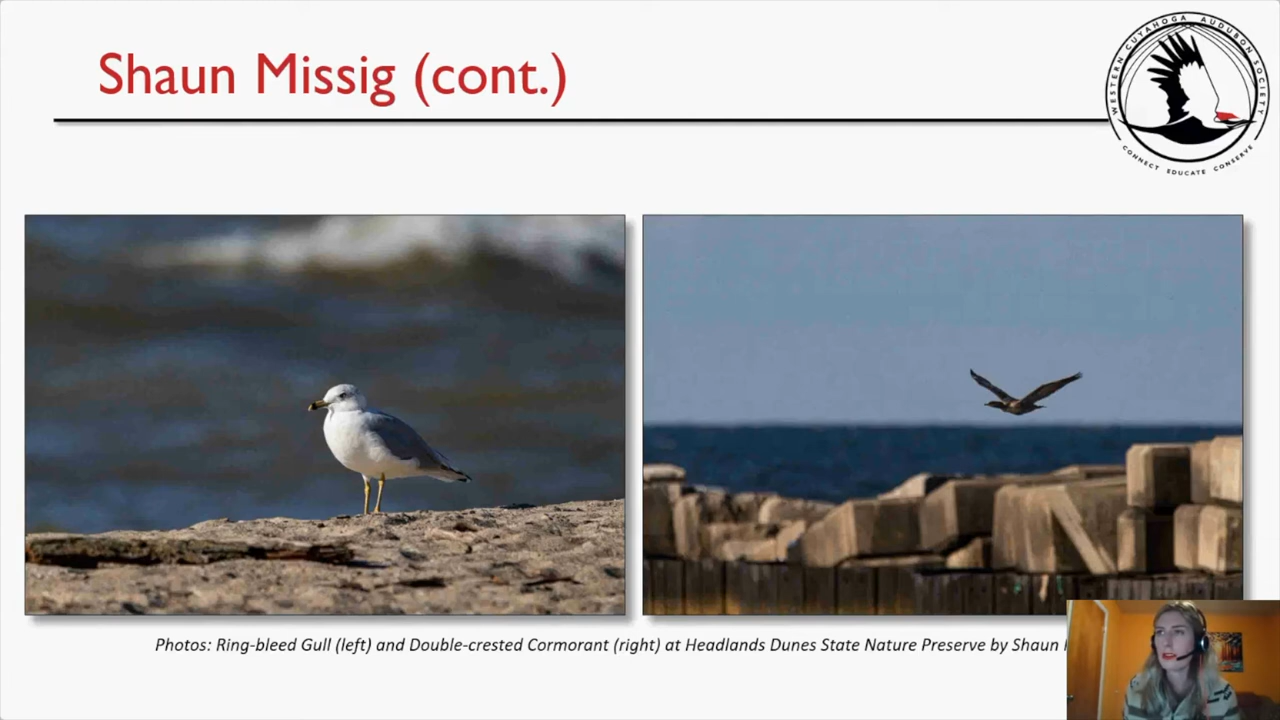 Shaun Missig (cont.)
WESTERN CUYAHOGA AUDUBON SOCIETY
CONNECT EDUCATE CONSERVE
Photos: Ring-bleed Gull (left) and Double-crested Cormorant (right) at Headlands Dunes State Nature Preserve by Shaun